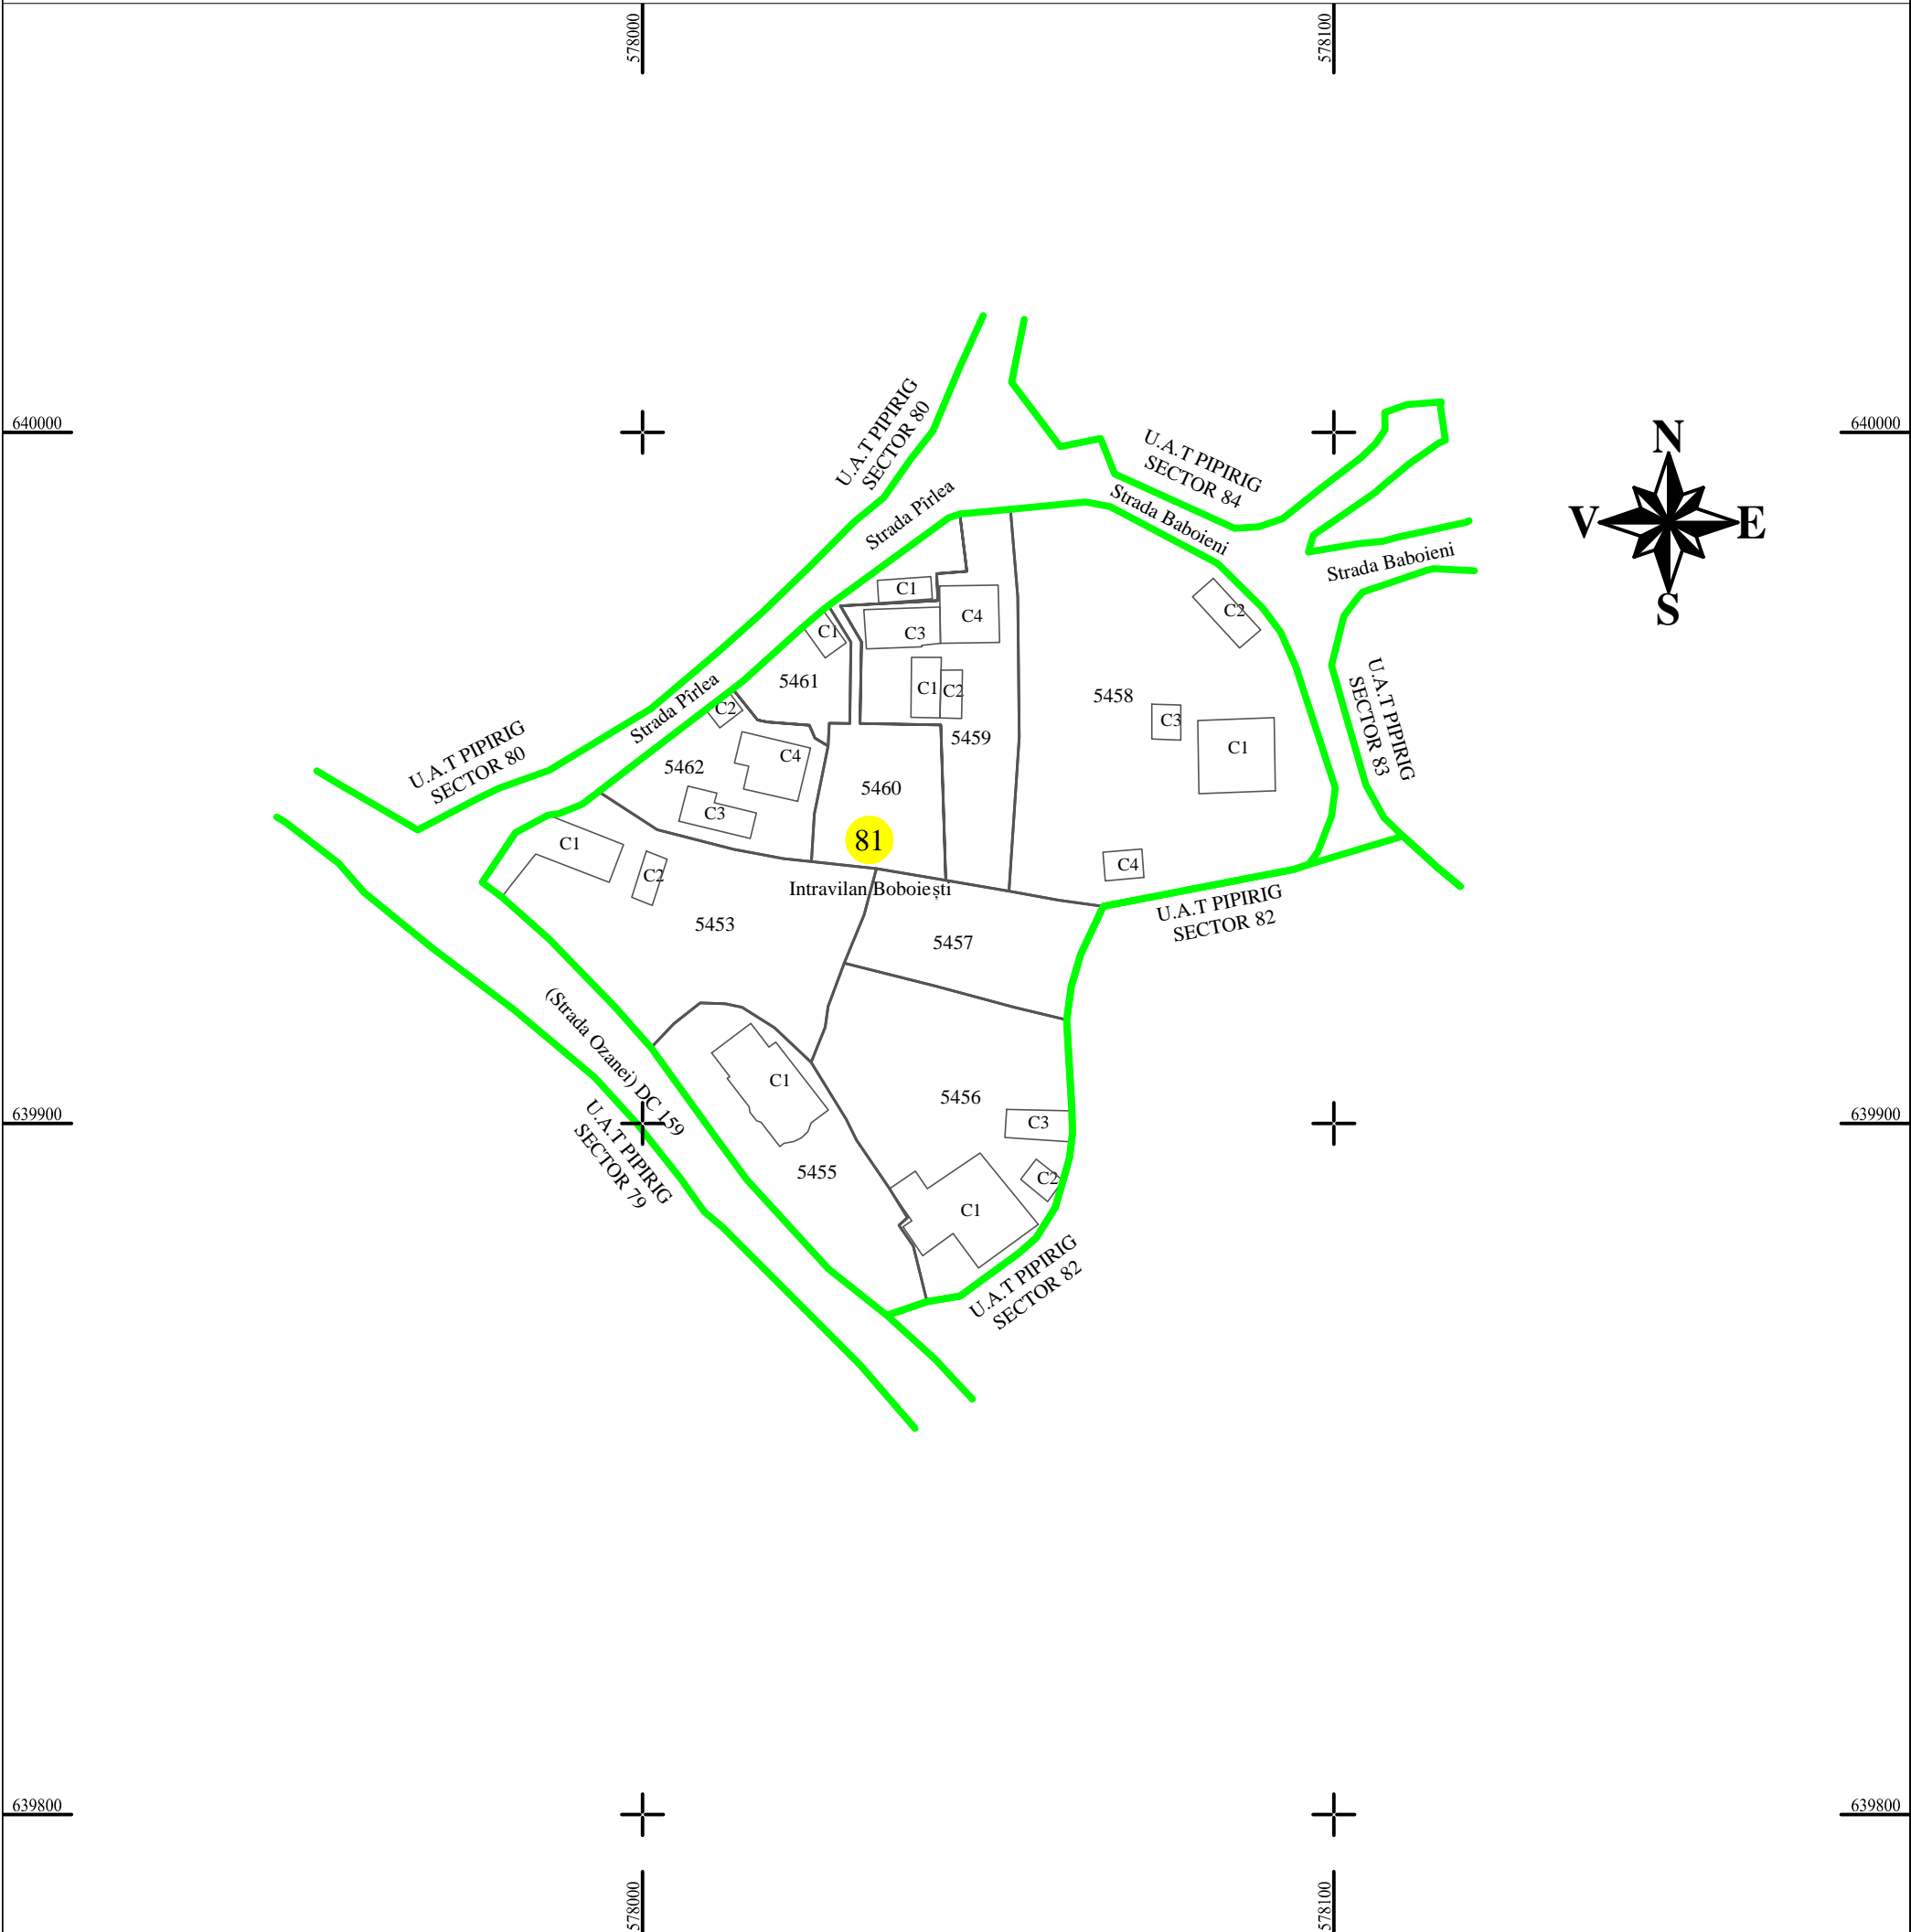 578000
578100
640000
640000
N
V
E
S
U.A.T PIPIRIG
SECTOR 80
U.A.T PIPIRIG
SECTOR 84
Strada Pîrlea
Strada Baboieni
Strada Baboieni
C1
C4
C3
C1
C2
C1
5461
C1
C2
5458
C3
C1
U.A.T PIPIRIG
SECTOR 83
Strada Pîrlea
C2
5459
U.A.T PIPIRIG
SECTOR 80
5462
C4
C3
5460
81
C4
C1
C2
Intravilan Boboiești
U.A.T PIPIRIG
SECTOR 82
5453
5457
(Strada Ozanei) DC 159
U.A.T PIPIRIG
SECTOR 79
C1
5455
5456
C3
C2
C1
U.A.T PIPIRIG
SECTOR 82
639900
639900
639800
639800
578000
578100